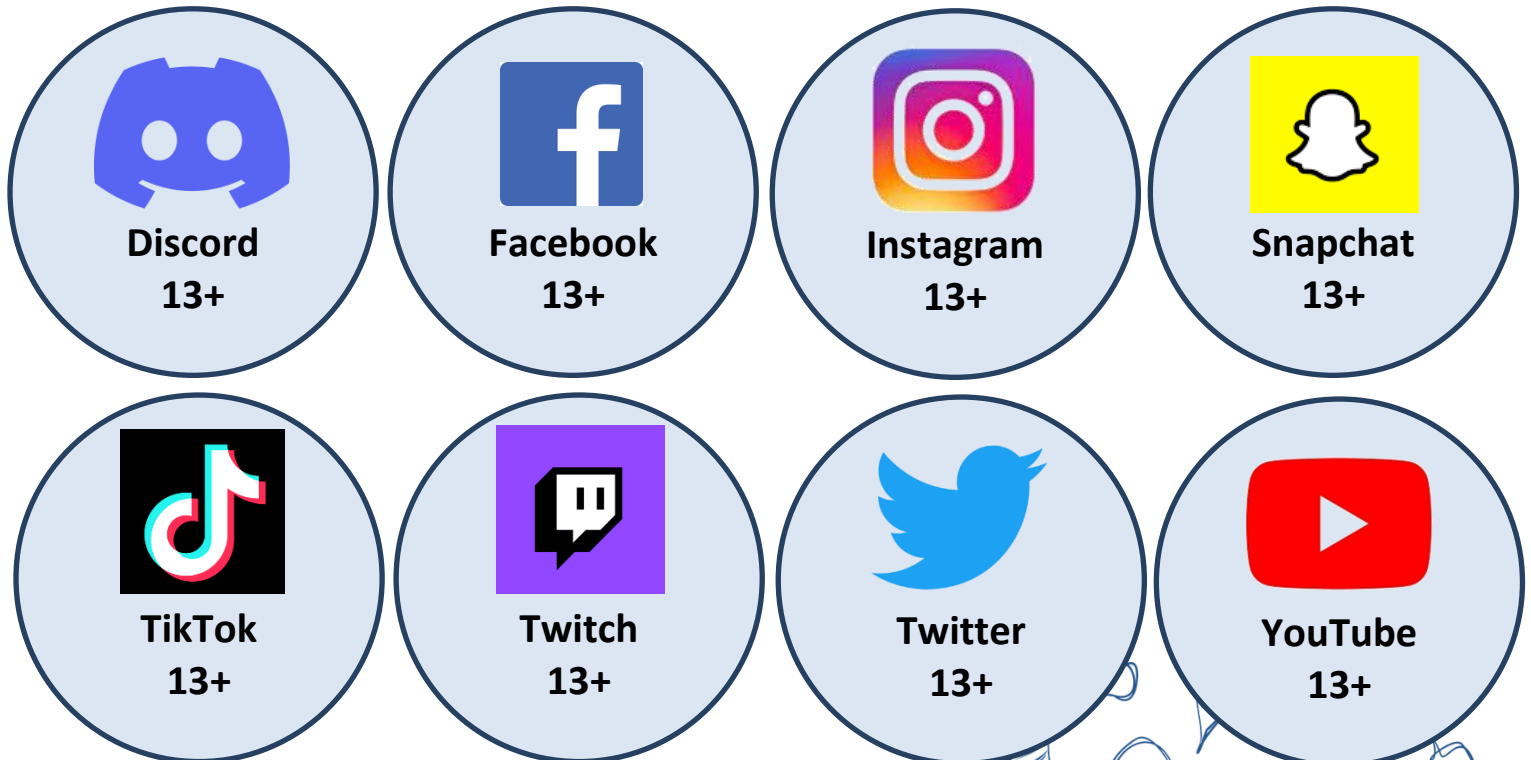 Discord
13+
Facebook
13+
Instagram
13+
Snapchat
13+
TikTok
13+
Twitch
13+
Twitter
13+
YouTube
13+